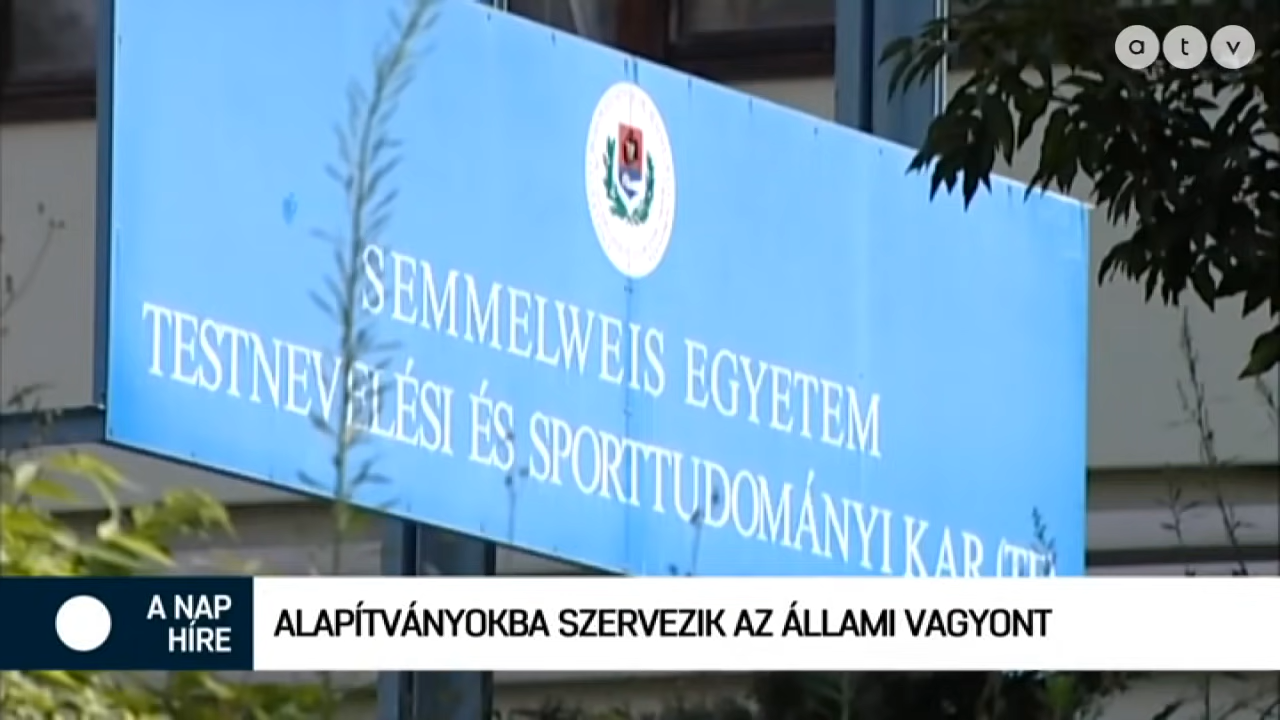 atv
SEMMELWEIS EGYETEM
TESTNEVELÉSI ÉS SPORTTUDOMÁNYI KAR
A NAP
HÍRE
ALAPÍTVÁNYOKBA SZERVEZIK AZ ÁLLAMI VAGYONT